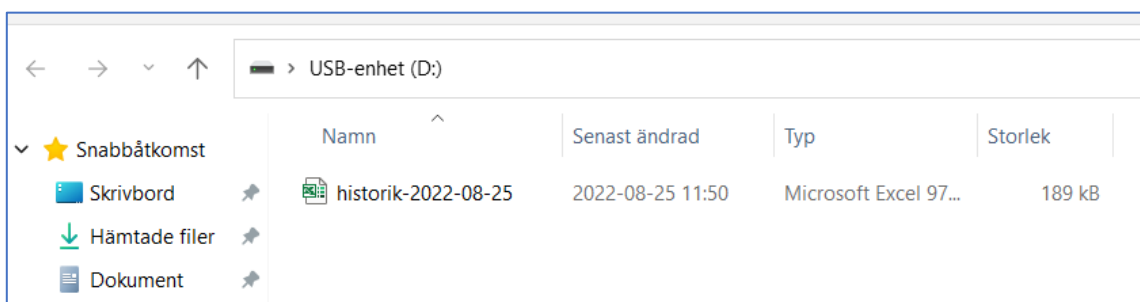 USB-enhet (D:)
Snabbåtkomst
Skrivbord
Hämtade filer
Dokument
Namn Senast ändrad Typ Storlek
historik-2022-08-25 2022-08-25 11:50 Microsoft Excel 97... 189 kB